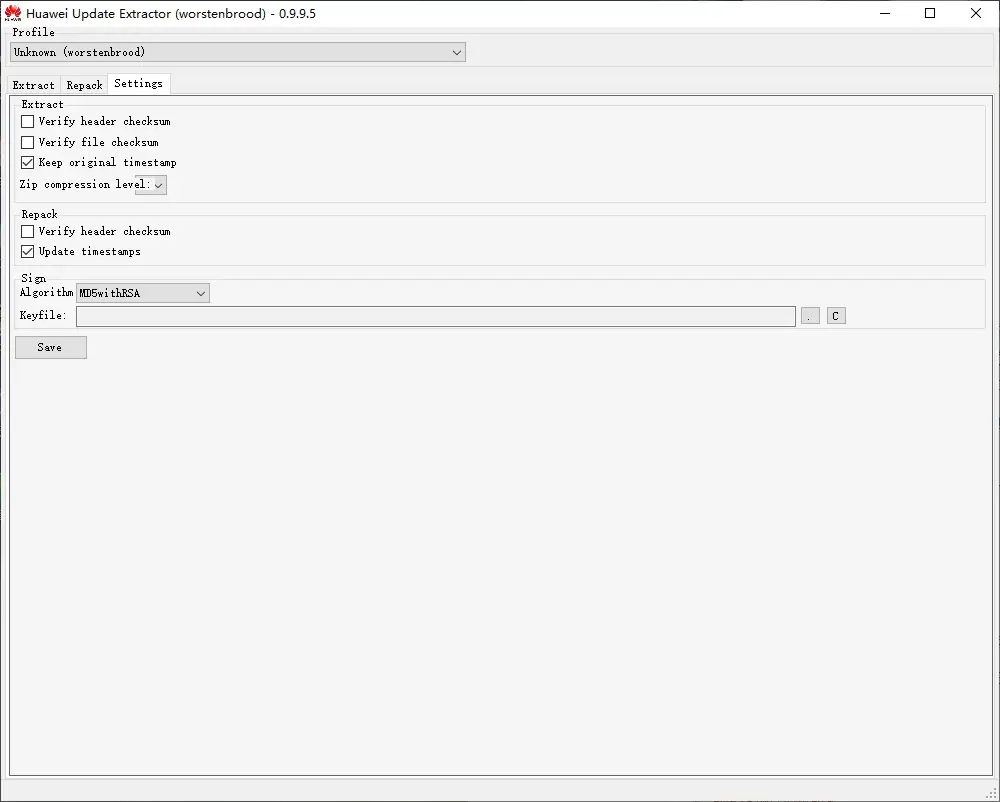 Huawei Update Extractor (worstenbrood) - 0.9.9.5
Profile
Unknown (worstenbrood)
Extract Repack Settings
Extract
Verify header checksum
Verify file checksum
Keep original timestamp
Zip compression level:
Repack
Verify header checksum
Update timestamps
Sign
Algorithm MD5withRSA
Keyfile: . C
Save